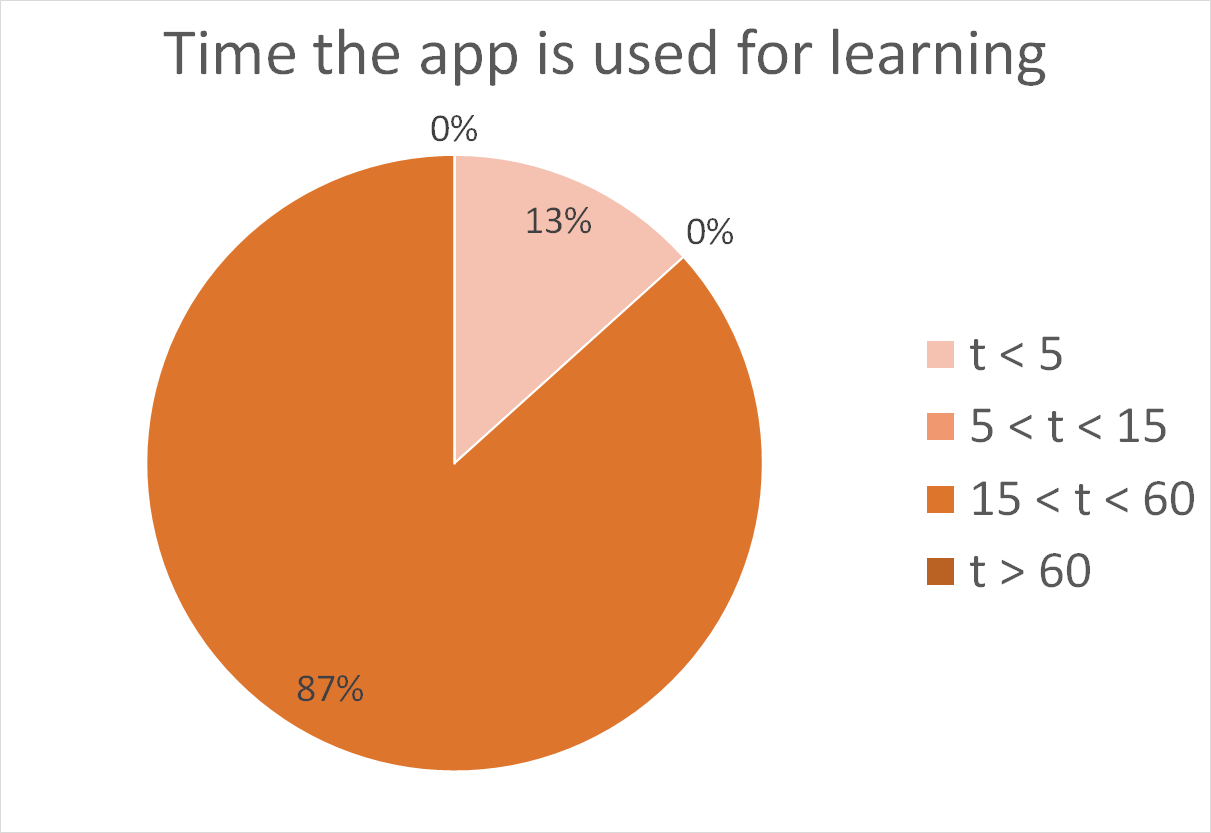 Time the app is used for learning
0%
13%
0%
87%
t < 5
5 < t < 15
15 < t < 60
t > 60